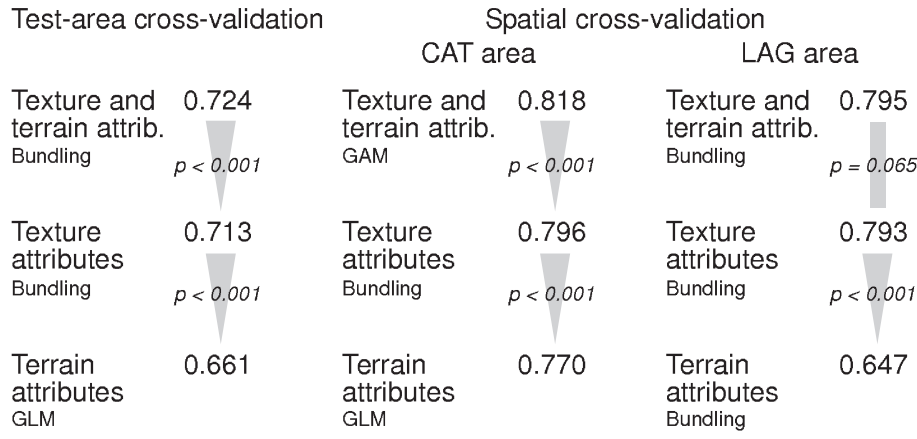 Test-area cross-validation Spatial cross-validation
CAT area LAG area
Texture and 0.724 Texture and 0.818 Texture and 0.795
terrain attrib. terrain attrib. terrain attrib.
Bundling p < 0.001 GAM p < 0.001 Bundling p = 0.065
Texture 0.713 Texture 0.796 Texture 0.793
attributes attributes attributes
Bundling p < 0.001 Bundling p < 0.001 Bundling p < 0.001
Terrain 0.661 Terrain 0.770 Terrain 0.647
attributes attributes attributes
GLM GLM Bundling